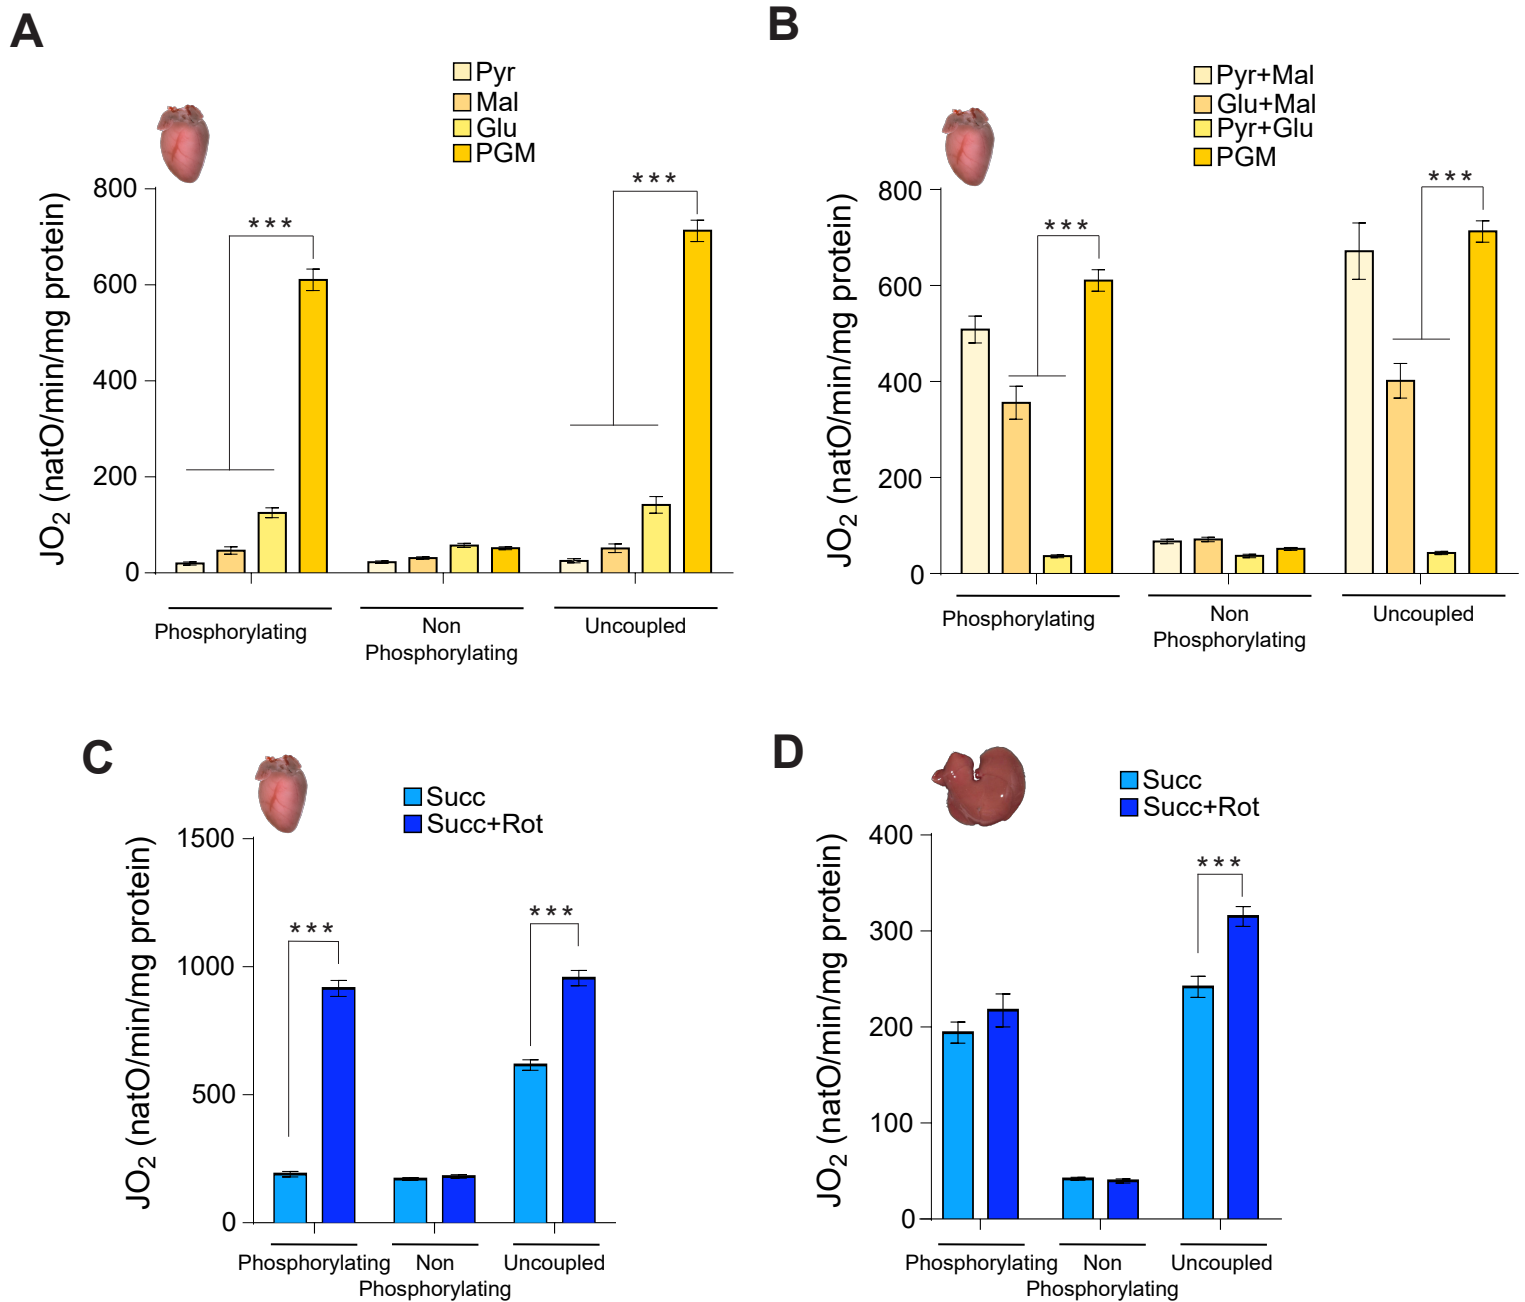 A
Pyr
Mal
Glu
PGM
JO2 (natO/min/mg protein)
800
600
400
200
0
***
***
Phosphorylating
Non
Phosphorylating
Uncoupled
B
Pyr+Mal
Glu+Mal
Pyr+Glu
PGM
JO2 (natO/min/mg protein)
800
600
400
200
0
***
***
Phosphorylating
Non
Phosphorylating
Uncoupled
C
Succ
Succ+Rot
JO2 (natO/min/mg protein)
1500
1000
500
0
***
***
Phosphorylating
Non
Phosphorylating
Uncoupled
D
Succ
Succ+Rot
JO2 (natO/min/mg protein)
400
300
200
100
0
***
Phosphorylating
Non
Phosphorylating
Uncoupled